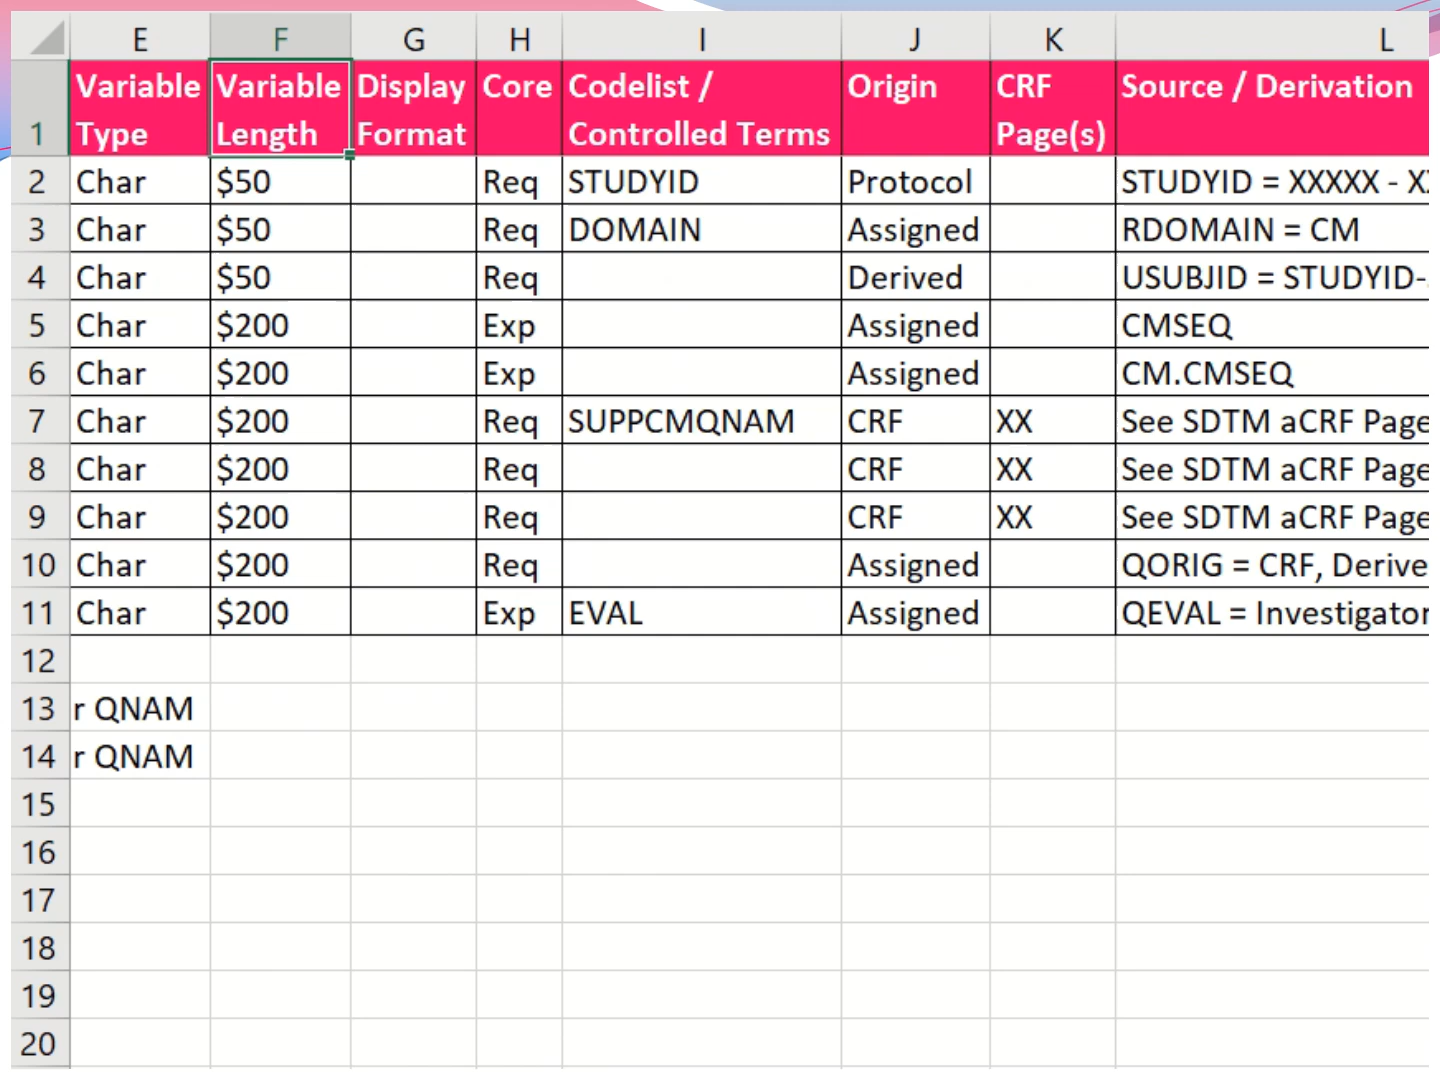 E F G H I J K L
Variable Variable Display Core Codelist / Origin CRF Source / Derivation
1 Type Length Format Controlled Terms Page(s)
2 Char $50 Req STUDYID Protocol STUDYID = XXXXX - X
3 Char $50 Req DOMAIN Assigned RDOMAIN = CM
4 Char $50 Req Derived USUBJID = STUDYID-
5 Char $200 Exp Assigned CMSEQ
6 Char $200 Exp Assigned CM.CMSEQ
7 Char $200 Req SUPPCMQNAM CRF XX See SDTM aCRF Page
8 Char $200 Req CRF XX See SDTM aCRF Page
9 Char $200 Req CRF XX See SDTM aCRF Page
10 Char $200 Req Assigned QORIG = CRF, Derive
11 Char $200 Exp EVAL Assigned QEVAL = Investigator
12
13 r QNAM
14 r QNAM
15
16
17
18
19
20